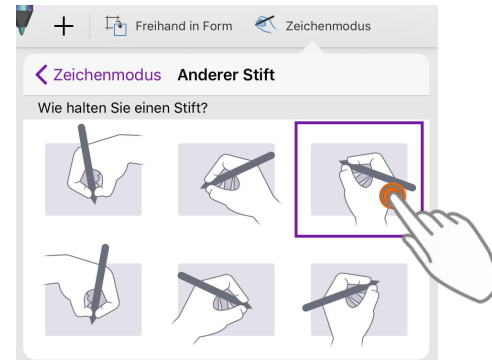 Freihand in Form Zeichenmodus
Zeichenmodus Anderer Stift
Wie halten Sie einen Stift?